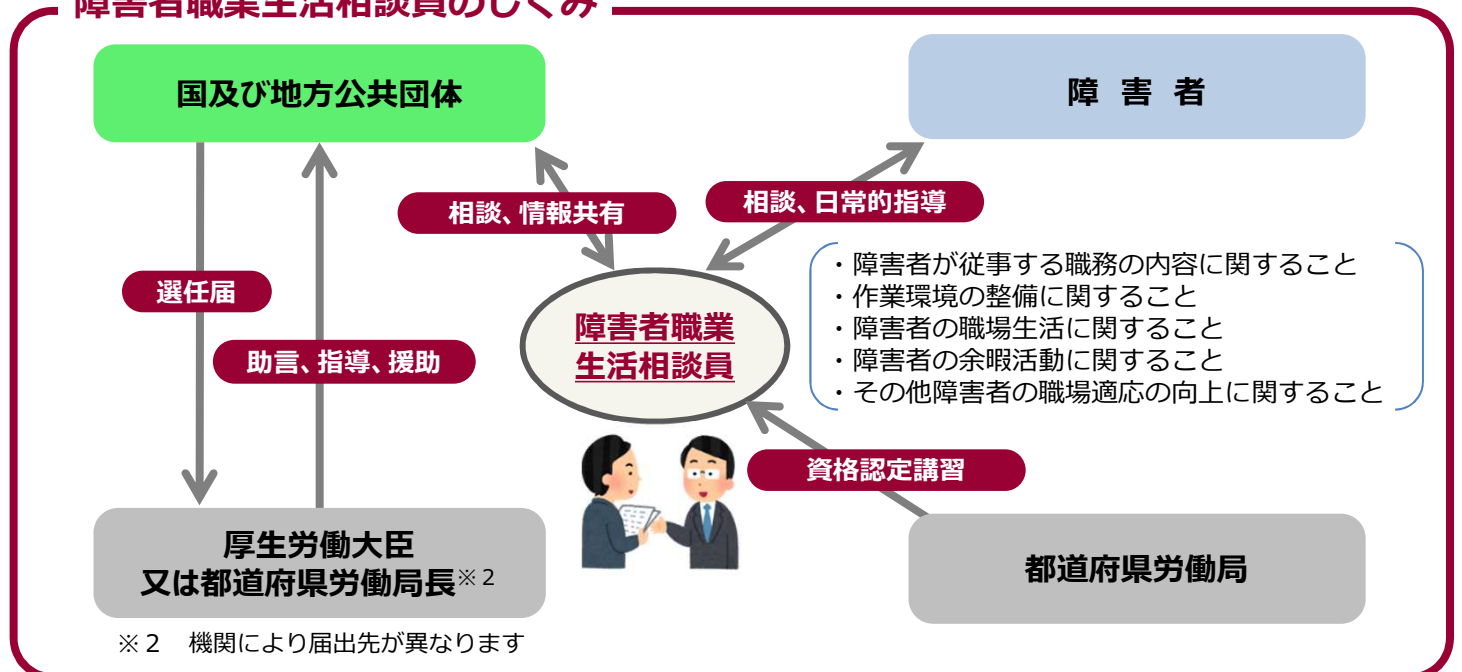 障害者職業生活相談員のしくみ
国及び地方公共団体
障 害 者
相談、情報共有
相談、日常的指導
選任届
助言、指導、援助
障害者職業
生活相談員
・障害者が従事する職務の内容に関すること
・作業環境の整備に関すること
・障害者の職場生活に関すること
・障害者の余暇活動に関すること
・その他障害者の職場適応の向上に関すること
資格認定講習
厚生労働大臣
又は都道府県労働局長※2
都道府県労働局
※2 機関により届出先が異なります